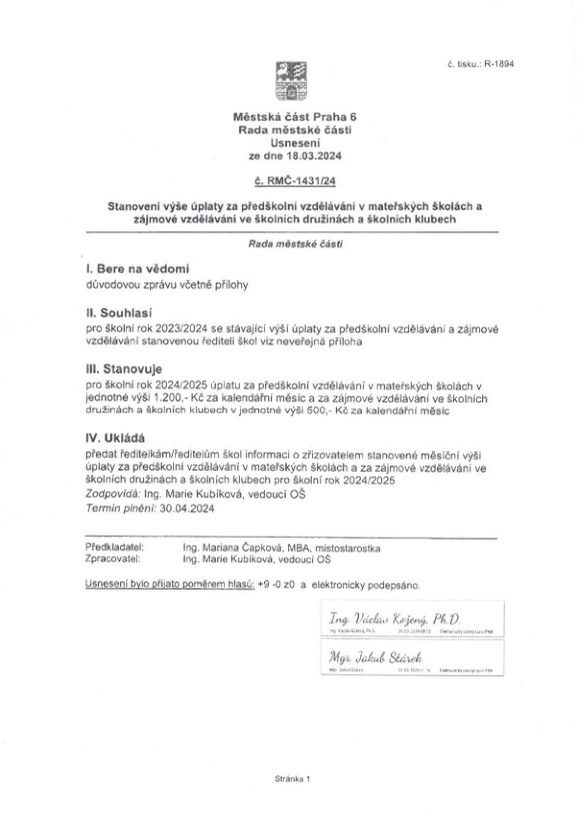 č. tisku.: R-1894
Městská část Praha 6
Rada městské části
Usnesení
ze dne 18.03.2024
č. RMČ-1431/24
Stanovení výše úplaty za předškolní vzdělávání v mateřských školách a
zájmové vzdělávání ve školních družinách a školních klubech
Rada městské části
I. Bere na vědomí
důvodovou zprávu včetně přílohy
II. Souhlasí
pro školní rok 2023/2024 se stávající výší úplaty za předškolní vzdělávání a zájmové
vzdělávání stanovenou řediteli škol viz neveřejná příloha
III. Stanovuje
pro školní rok 2024/2025 úplatu za předškolní vzdělávání v mateřských školách v
jednotné výši 1.200,- Kč za kalendářní měsíc a za zájmové vzdělávání ve školních
družinách a školních klubech v jednotné výši 500,- Kč za kalendářní měsíc
IV. Ukládá
předat ředitelkám/ředitelům škol informaci o zřizovatelem stanovené měsíční výši
úplaty za předškolní vzdělávání v mateřských školách a za zájmové vzdělávání ve
školních družinách a školních klubech pro školní rok 2024/2025
Zodpovídá: Ing. Marie Kubíková, vedoucí OŠ
Termín plnění: 30.04.2024
Předkladatel: Ing. Mariana Čapková, MBA, místostarostka
Zpracovatel: Ing. Marie Kubíková, vedoucí OŠ
Usnesení bylo přijato poměrem hlasů: +9 -0 z0 a elektronicky podepsáno.
Ing. Václav Kožený, Ph.D.
Mgr. Jakub Stárek
Stránka 1